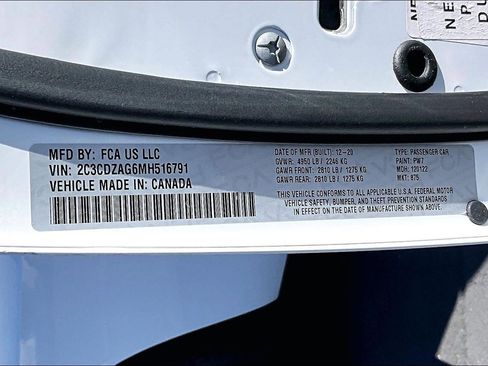 NE
P
DU
MFD BY: FCA US LLC
VIN: 2C3CDZAG6MH516791
VEHICLE MADE IN: CANADA
DATE OF MFR (BUILT): 12-20
GVWR: 4950 LB / 2246 KG
GAWR FRONT: 2810 LB / 1275 KG
GAWR REAR: 2810 LB / 1275 KG
TYPE: PASSENGER CAR
PAINT: PW7
MDH: 120122
MKT: 875
THIS VEHICLE CONFORMS TO ALL APPLICABLE U.S.A. FEDERAL MOTOR
VEHICLE SAFETY, BUMPER, AND THEFT PREVENTION STANDARDS
IN EFFECT ON THE DATE OF MANUFACTURE SHOWN ABOVE.